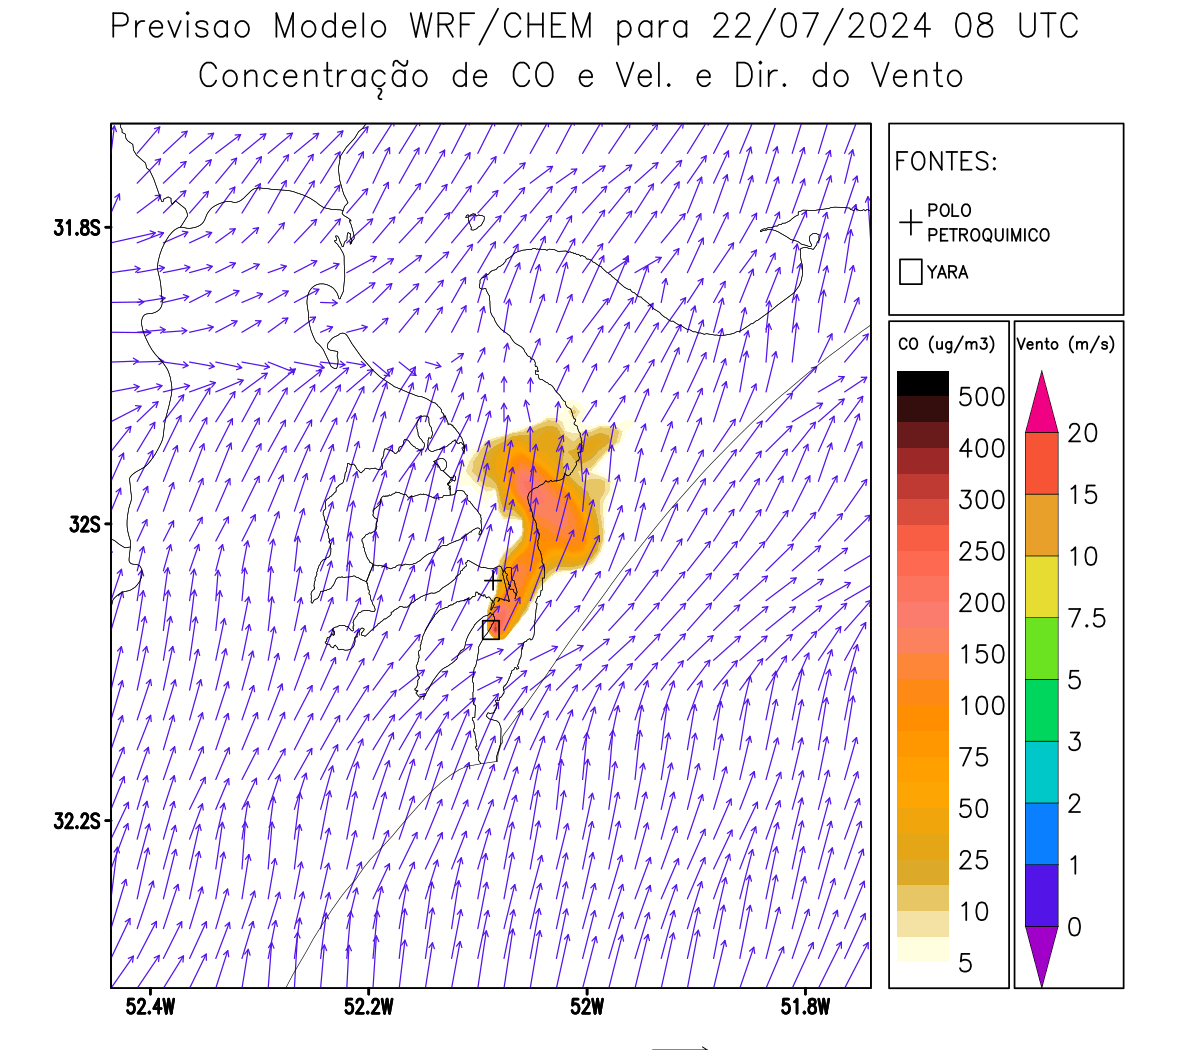 Previsao Modelo WRF/CHEM para 22/07/2024 08 UTC
Concentração de CO e Vel. e Dir. do Vento
FONTES:
POLO
PETROQUIMICO
YARA
CO (ug/m3)
500
400
300
250
200
150
100
75
50
25
10
5
Vento (m/s)
20
15
10
7.5
5
3
2
1
0
31.8S
32S
32.2S
52.4W
52.2W
52W
51.8W